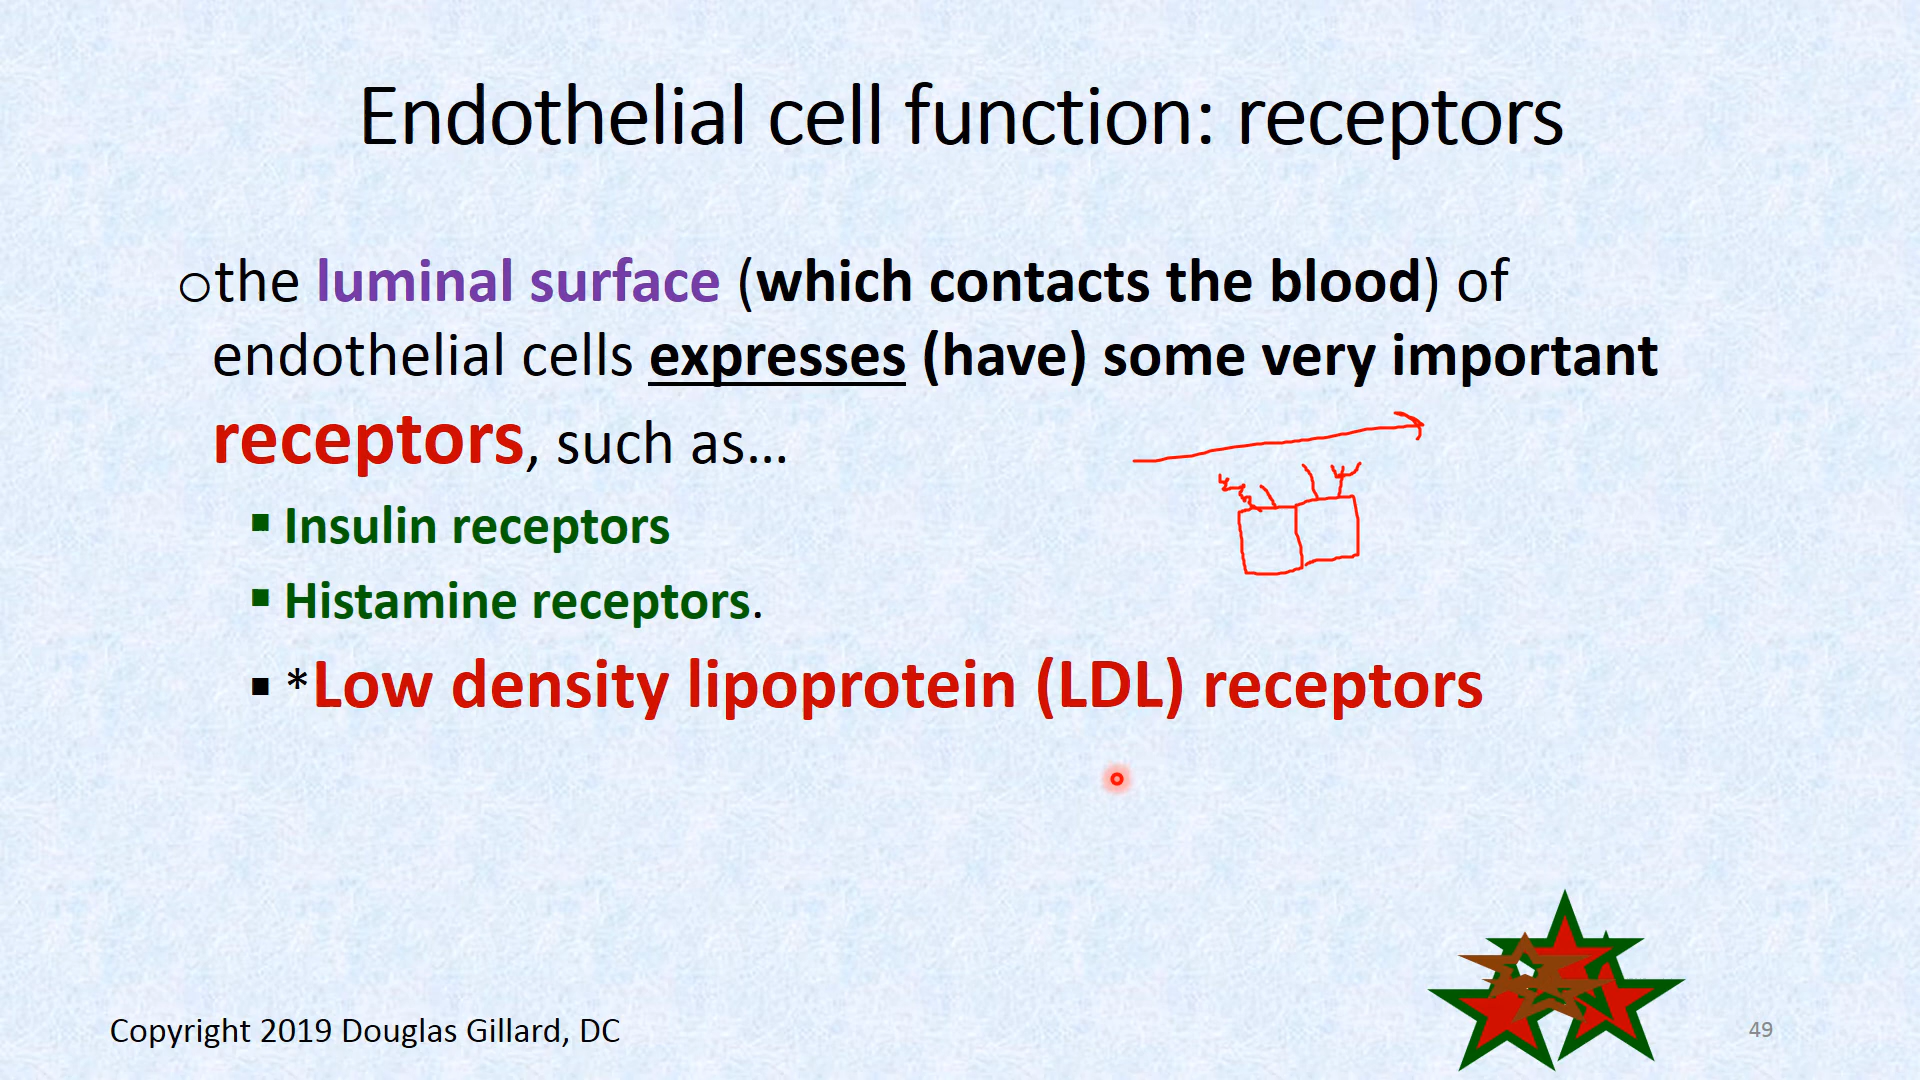 Endothelial cell function: receptors
○the luminal surface (which contacts the blood) of
endothelial cells expresses (have) some very important
receptors, such as...
▪ Insulin receptors
▪ Histamine receptors.
▪ *Low density lipoprotein (LDL) receptors
Copyright 2019 Douglas Gillard, DC
49